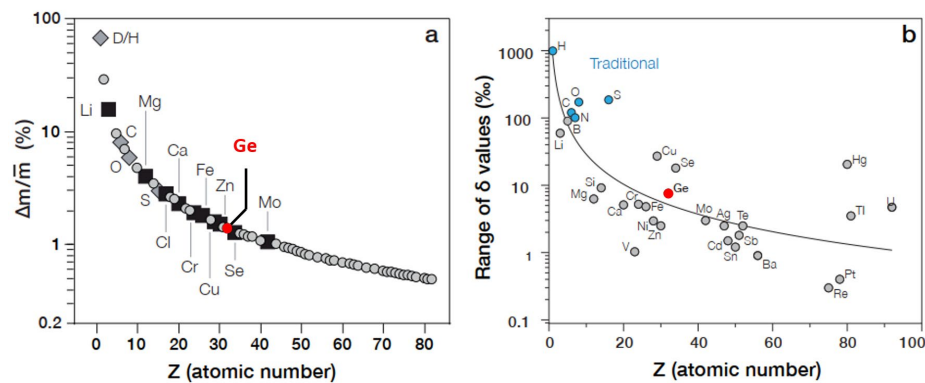 a
100
10
1
0.2
Δm/m̅ (%)
D/H
Li
Mg
C
O
S
Ca
Fe
Zn
Ge
Mo
Cl
Cr
Cu
Se
0 10 20 30 40 50 60 70 80
Z (atomic number)
b
1000
100
10
1
0.1
Range of δ values (‰)
H
Traditional
O
S
C
N
B
Li
Cu
Se
Hg
Si
Ge
Mg
Ca
Cr
Fe
Mo
Ag
Te
Tl
U
Ni
Zn
V
Cd
Sb
Sn
Ba
Pt
Re
0 20 40 60 80 100
Z (atomic number)